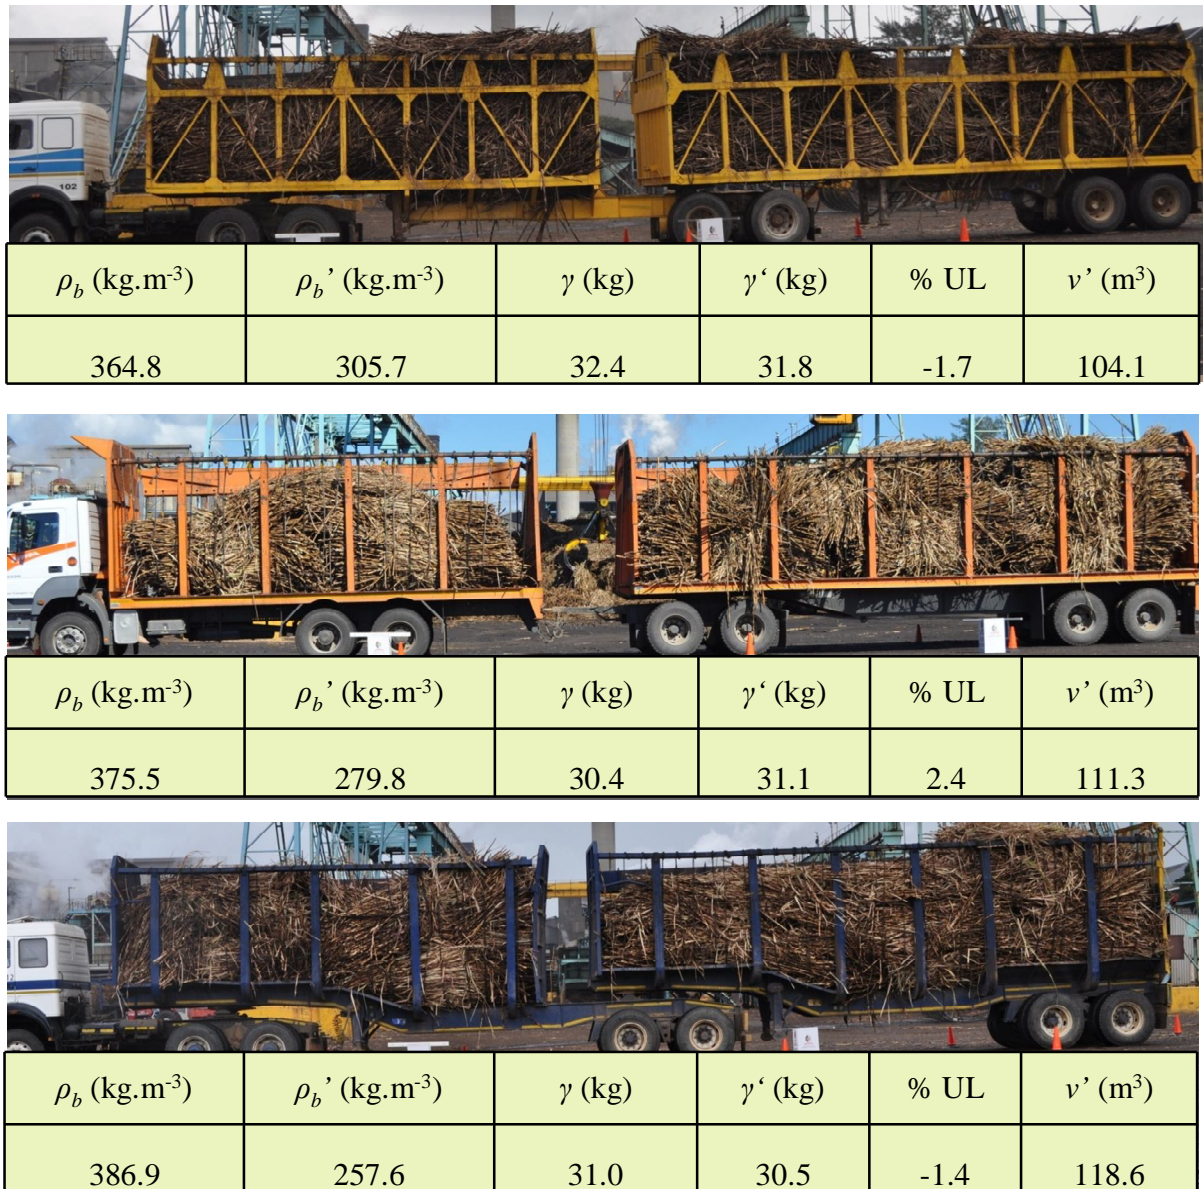 102
ρb (kg.m-3) ρb’ (kg.m-3) γ (kg) γ‘ (kg) % UL v’ (m3)
364.8 305.7 32.4 31.8 -1.7 104.1
ρb (kg.m-3) ρb’ (kg.m-3) γ (kg) γ‘ (kg) % UL v’ (m3)
375.5 279.8 30.4 31.1 2.4 111.3
ρb (kg.m-3) ρb’ (kg.m-3) γ (kg) γ‘ (kg) % UL v’ (m3)
386.9 257.6 31.0 30.5 -1.4 118.6